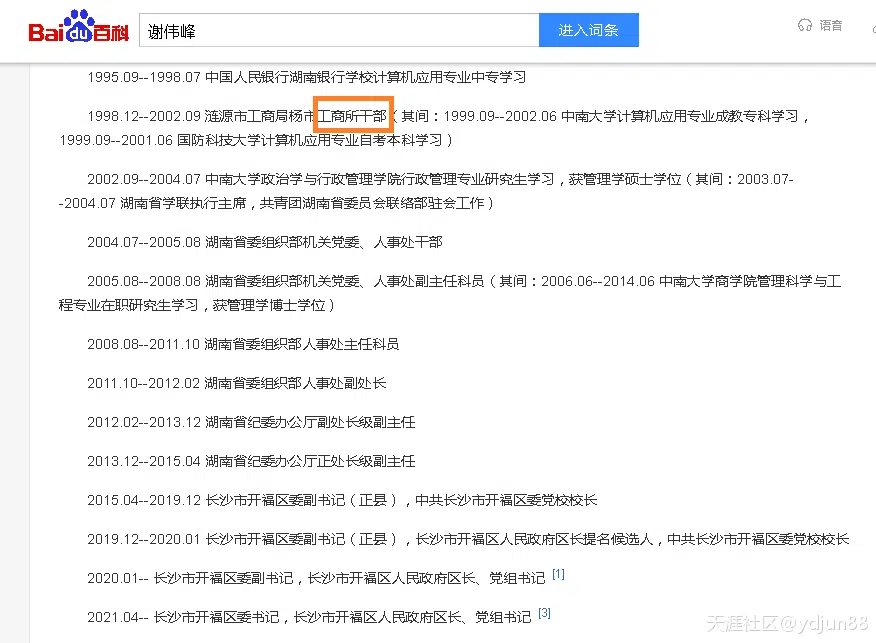 Bai du 百科
谢伟峰
进入词条
语音
1995.09--1998.07 中国人民银行湖南银行学校计算机应用专业中专学习
1998.12--2002.09 涟源市工商局杨市工商所干部（其间：1999.09--2002.06 中南大学计算机应用专业成教专科学习，
1999.09--2001.06 国防科技大学计算机应用专业自考本科学习）
2002.09--2004.07 中南大学政治学与行政管理学院行政管理专业研究生学习，获管理学硕士学位（其间：2003.07-
-2004.07 湖南省学联执行主席，共青团湖南省委员会联络部驻会工作）
2004.07--2005.08 湖南省委组织部机关党委、人事处干部
2005.08--2008.08 湖南省委组织部机关党委、人事处副主任科员（其间：2006.06--2014.06 中南大学商学院管理科学与工
程专业在职研究生学习，获管理学博士学位）
2008.08--2011.10 湖南省委组织部人事处主任科员
2011.10--2012.02 湖南省委组织部人事处副处长
2012.02--2013.12 湖南省纪委办公厅副处长级副主任
2013.12--2015.04 湖南省纪委办公厅正处长级副主任
2015.04--2019.12 长沙市开福区委副书记（正县），中共长沙市开福区委党校校长
2019.12--2020.01 长沙市开福区委副书记（正县），长沙市开福区人民政府区长提名候选人，中共长沙市开福区委党校校长
2020.01-- 长沙市开福区委副书记，长沙市开福区人民政府区长、党组书记 [1]
2021.04-- 长沙市开福区委书记，长沙市开福区人民政府区长、党组书记 [3]
天涯社区@ydjun88